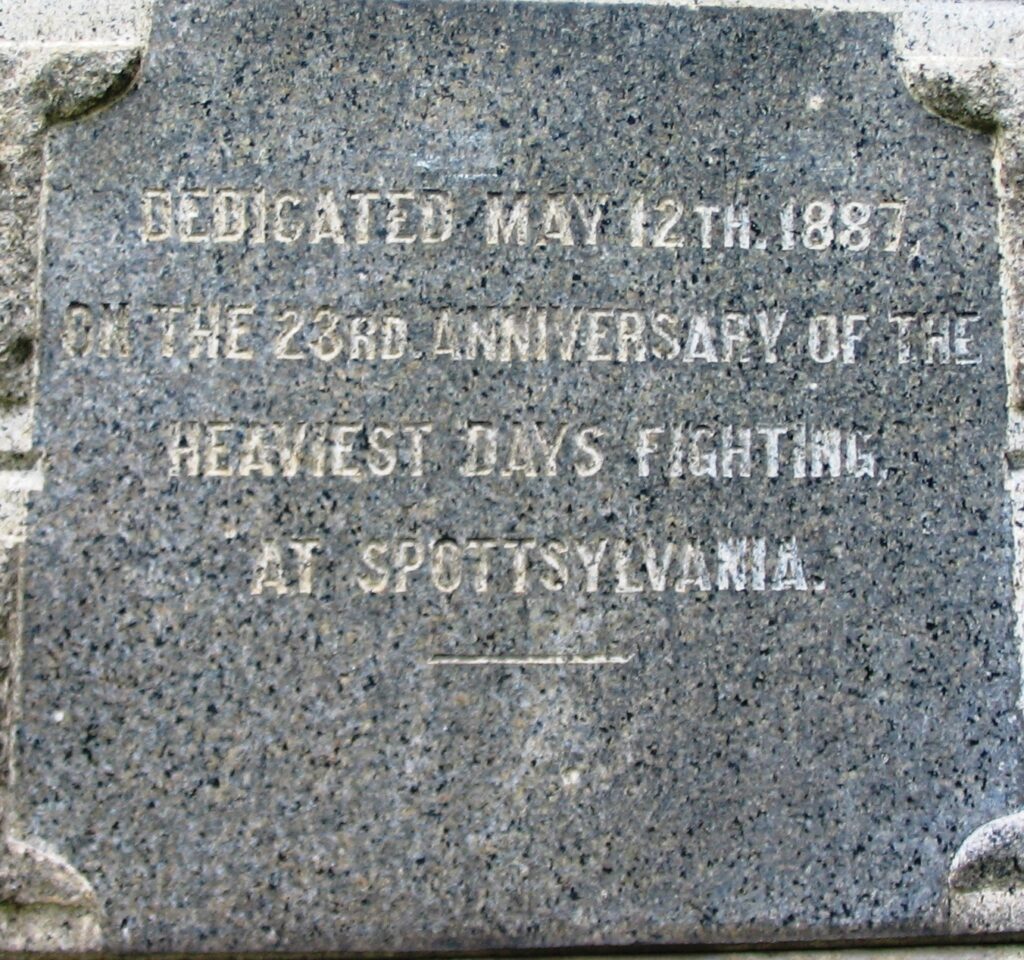 DEDICATED MAY 12TH. 1887,
ON THE 23RD. ANNIVERSARY OF THE
HEAVIEST DAYS FIGHTING,
AT SPOTTSYLVANIA.